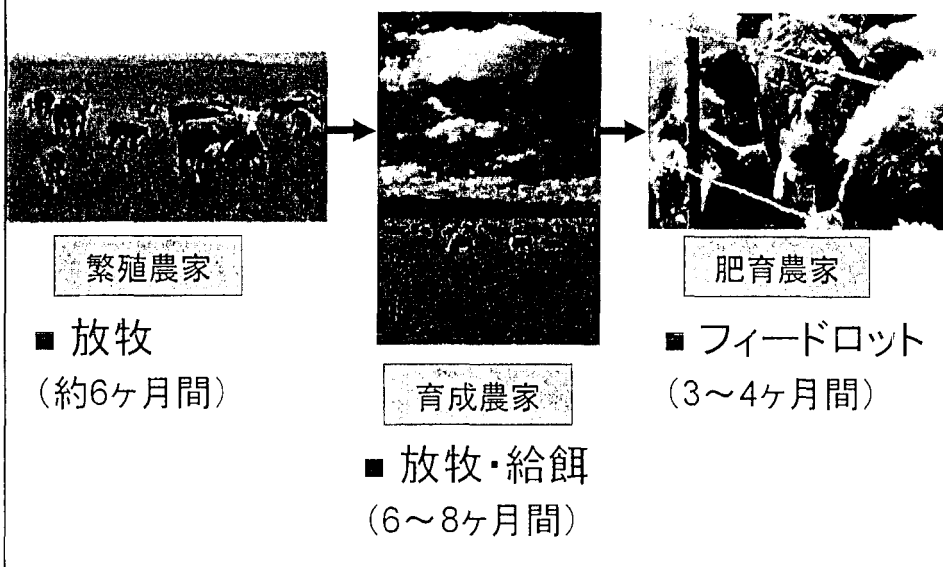 繁殖農家
■ 放牧
(約6ヶ月間)
育成農家
■ 放牧・給餌
(6～8ヶ月間)
肥育農家
■ フィードロット
(3～4ヶ月間)